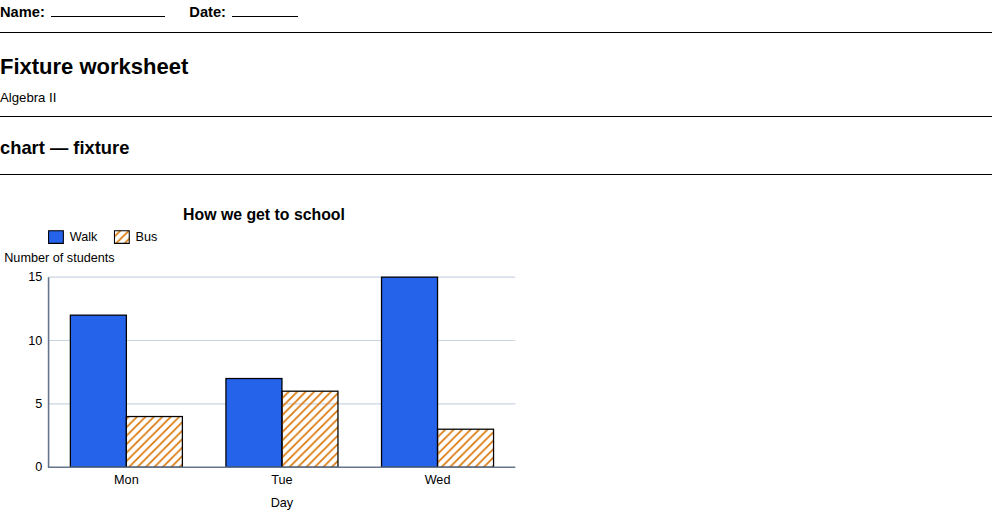 Name: Date:
Fixture worksheet
Algebra II
chart — fixture
How we get to school
Walk Bus
Number of students
15
10
5
0
Mon Tue Wed
Day